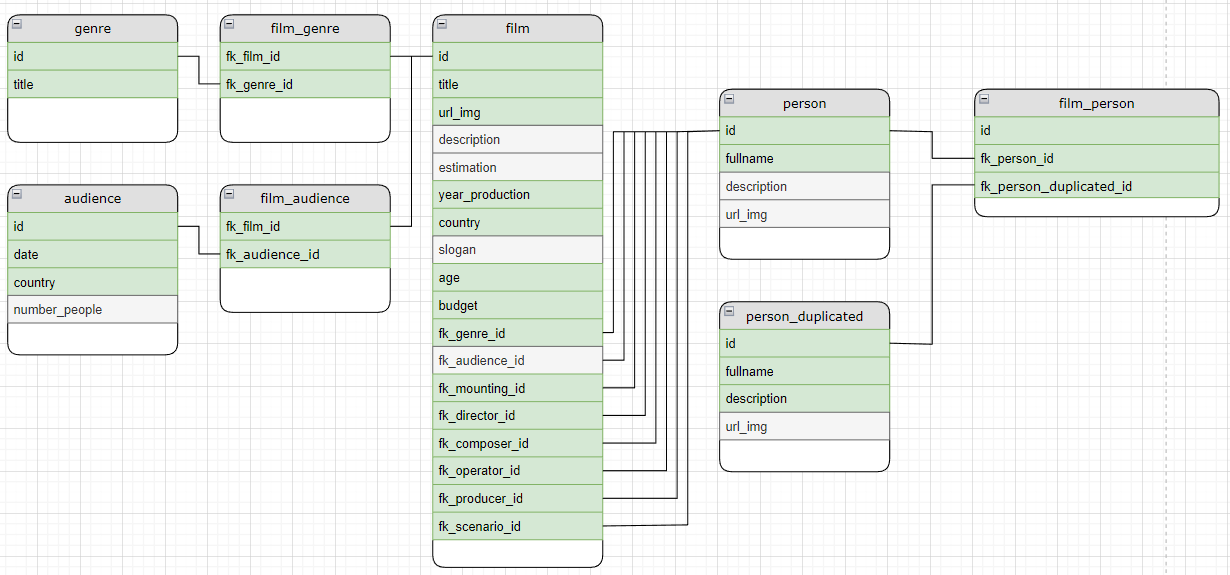 genre
id
title
film_genre
fk_film_id
fk_genre_id
film
id
title
url_img
description
estimation
year_production
country
slogan
age
budget
fk_genre_id
fk_audience_id
fk_mounting_id
fk_director_id
fk_composer_id
fk_operator_id
fk_producer_id
fk_scenario_id
audience
id
date
country
number_people
film_audience
fk_film_id
fk_audience_id
person
id
fullname
description
url_img
film_person
id
fk_person_id
fk_person_duplicated_id
person_duplicated
id
fullname
description
url_img